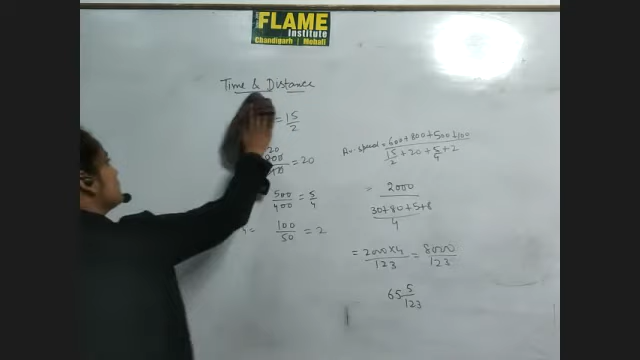 FLAME
Institute
Chandigarh | Mohali
Time & Distance
= 15/2
20
= 20
500/400 = 5/4
100/50 = 2
Av. speed = 600+800+500+100
15/2 + 20 + 5/4 + 2
= 2000
30+80+5+8
4
= 2000×4/123 = 8000/123
65 5/123